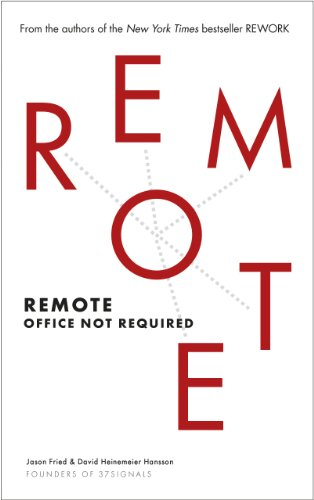 From the authors of the New York Times bestseller REWORK
REMOTE
REMOTE
OFFICE NOT REQUIRED
Jason Fried & David Heinemeier Hansson
FOUNDERS OF 37SIGNALS